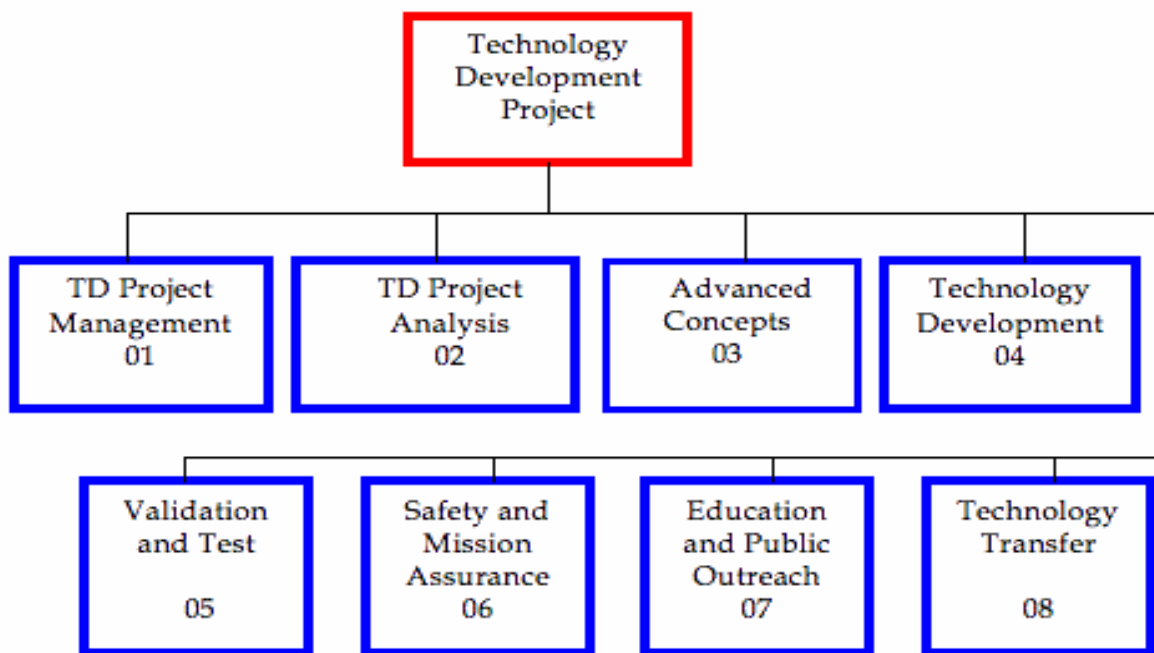 Technology
Development
Project
TD Project
Management
01
TD Project
Analysis
02
Advanced
Concepts
03
Technology
Development
04
Validation
and Test
05
Safety and
Mission
Assurance
06
Education
and Public
Outreach
07
Technology
Transfer
08